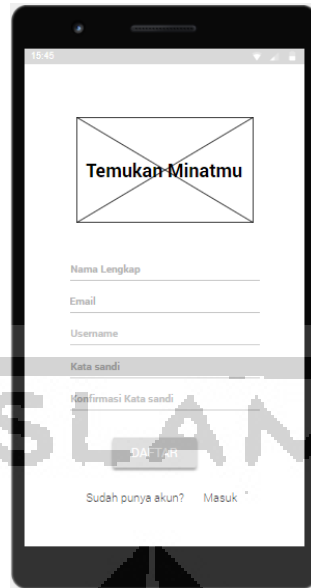 15:45
Temukan Minatmu
Nama Lengkap
Email
Username
Kata sandi
Konfirmasi Kata sandi
DAFTAR
Sudah punya akun? Masuk